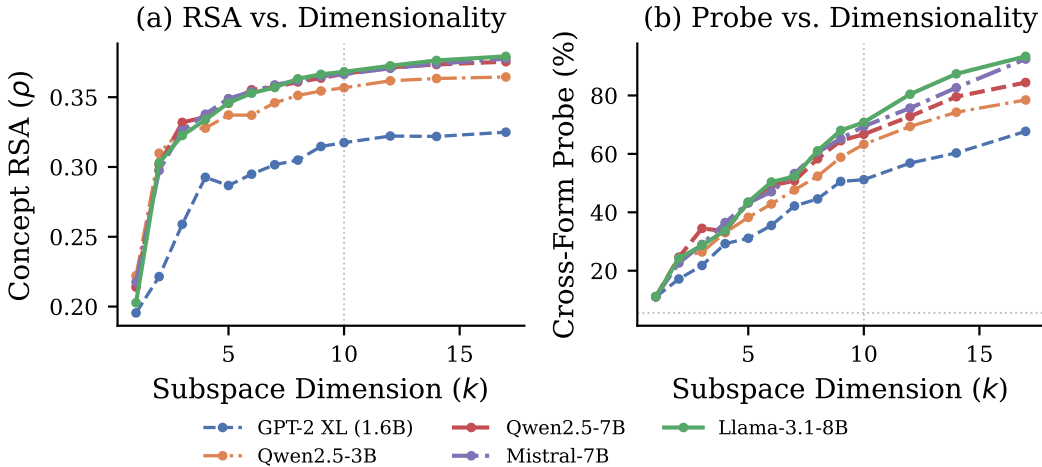 (a) RSA vs. Dimensionality
Concept RSA (ρ)
0.35
0.30
0.25
0.20
5
10
15
Subspace Dimension (k)
(b) Probe vs. Dimensionality
Cross-Form Probe (%)
80
60
40
20
5
10
15
Subspace Dimension (k)
GPT-2 XL (1.6B)
Qwen2.5-3B
Qwen2.5-7B
Mistral-7B
Llama-3.1-8B